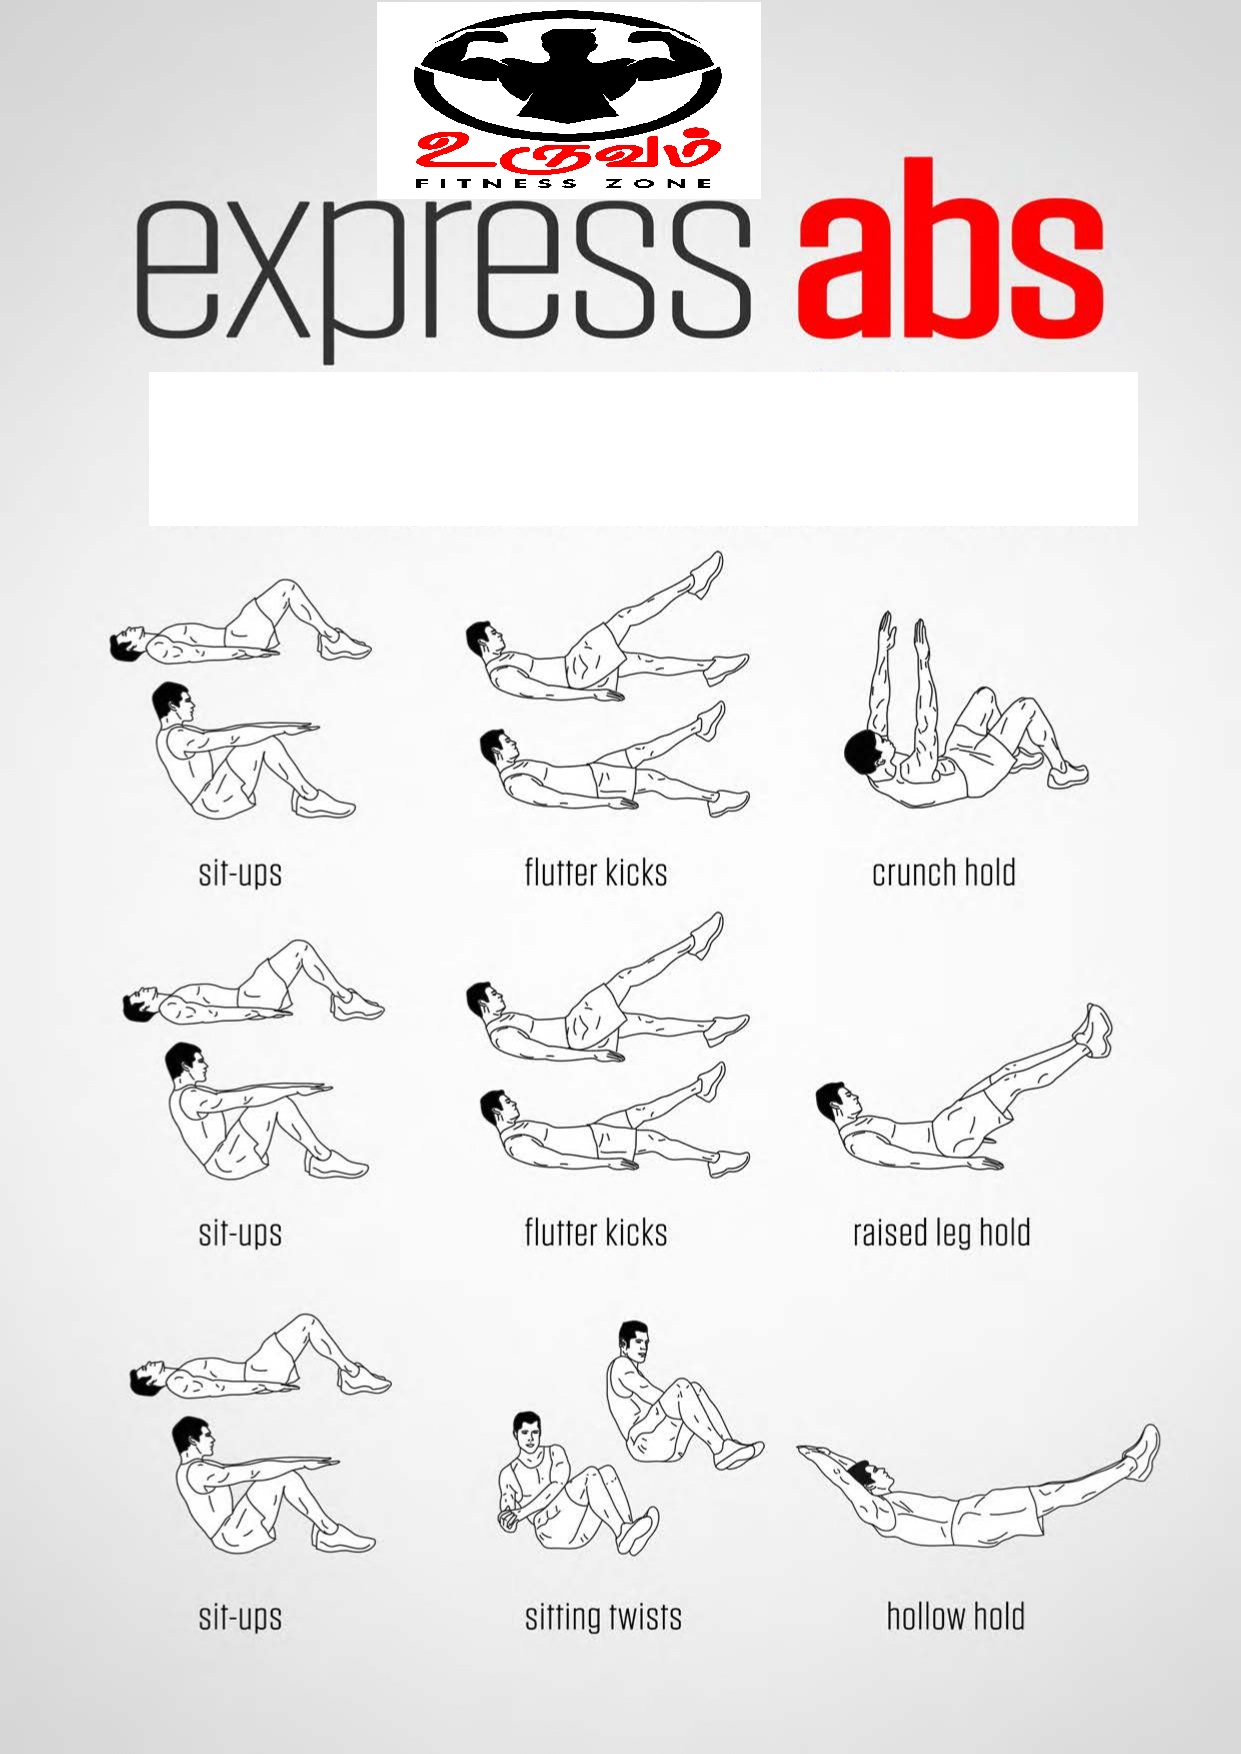 உருவம்
FITNESS ZONE
express abs
sit-ups
flutter kicks
crunch hold
sit-ups
flutter kicks
raised leg hold
sit-ups
sitting twists
hollow hold